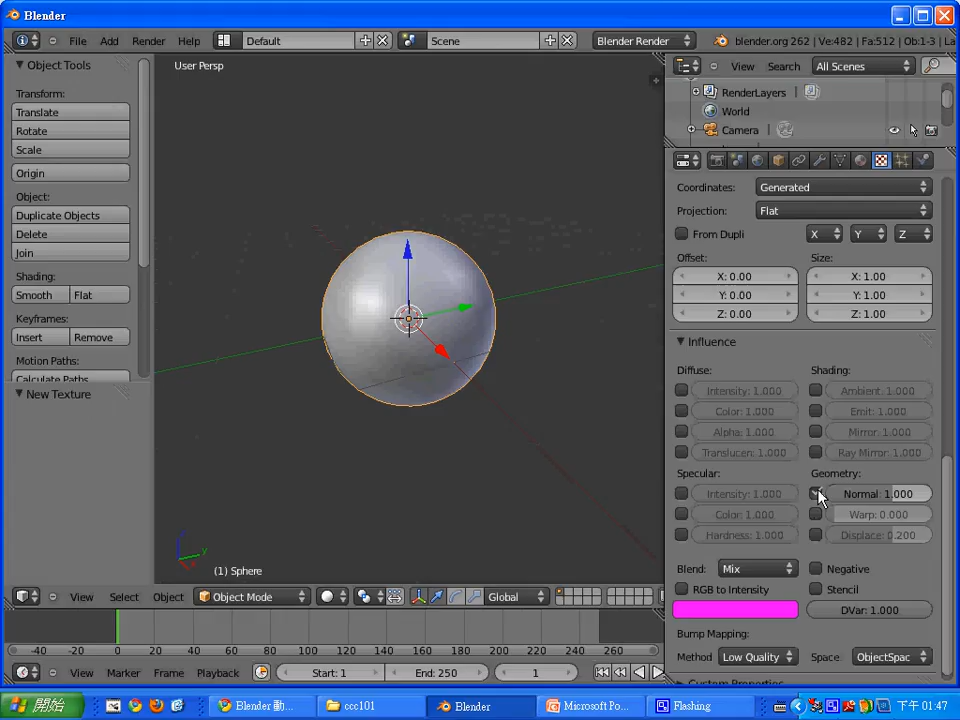 Blender
File Add Render Help Default Scene Blender Render blender.org 262 | Ve:482 | Fa:512 | Ob:1-3 | La
Object Tools
Transform:
Translate
Rotate
Scale
Origin
Object:
Duplicate Objects
Delete
Join
Shading:
Smooth Flat
Keyframes:
Insert Remove
Motion Paths:
Calculate Paths
New Texture
User Persp
z
y
(1) Sphere
View Search All Scenes
RenderLayers |
World
Camera |
Coordinates: Generated
Projection: Flat
From Dupli X Y Z
Offset: Size:
X: 0.00 X: 1.00
Y: 0.00 Y: 1.00
Z: 0.00 Z: 1.00
Influence
Diffuse: Shading:
Intensity: 1.000 Ambient: 1.000
Color: 1.000 Emit: 1.000
Alpha: 1.000 Mirror: 1.000
Translucen: 1.000 Ray Mirror: 1.000
Specular: Geometry:
Intensity: 1.000 Normal: 1.000
Color: 1.000 Warp: 0.000
Hardness: 1.000 Displace: 0.200
Blend: Mix Negative
RGB to Intensity Stencil
DVar: 1.000
Bump Mapping:
Method Low Quality Space: ObjectSpac
Custom Properties
View Select Object Object Mode Global
-40 -20 0 20 40 60 80 100 120 140 160 180 200 220 240 260
View Marker Frame Playback Start: 1 End: 250 1
開始 Blender 動... ccc101 Blender Microsoft Po... Flashing 下午 01:47